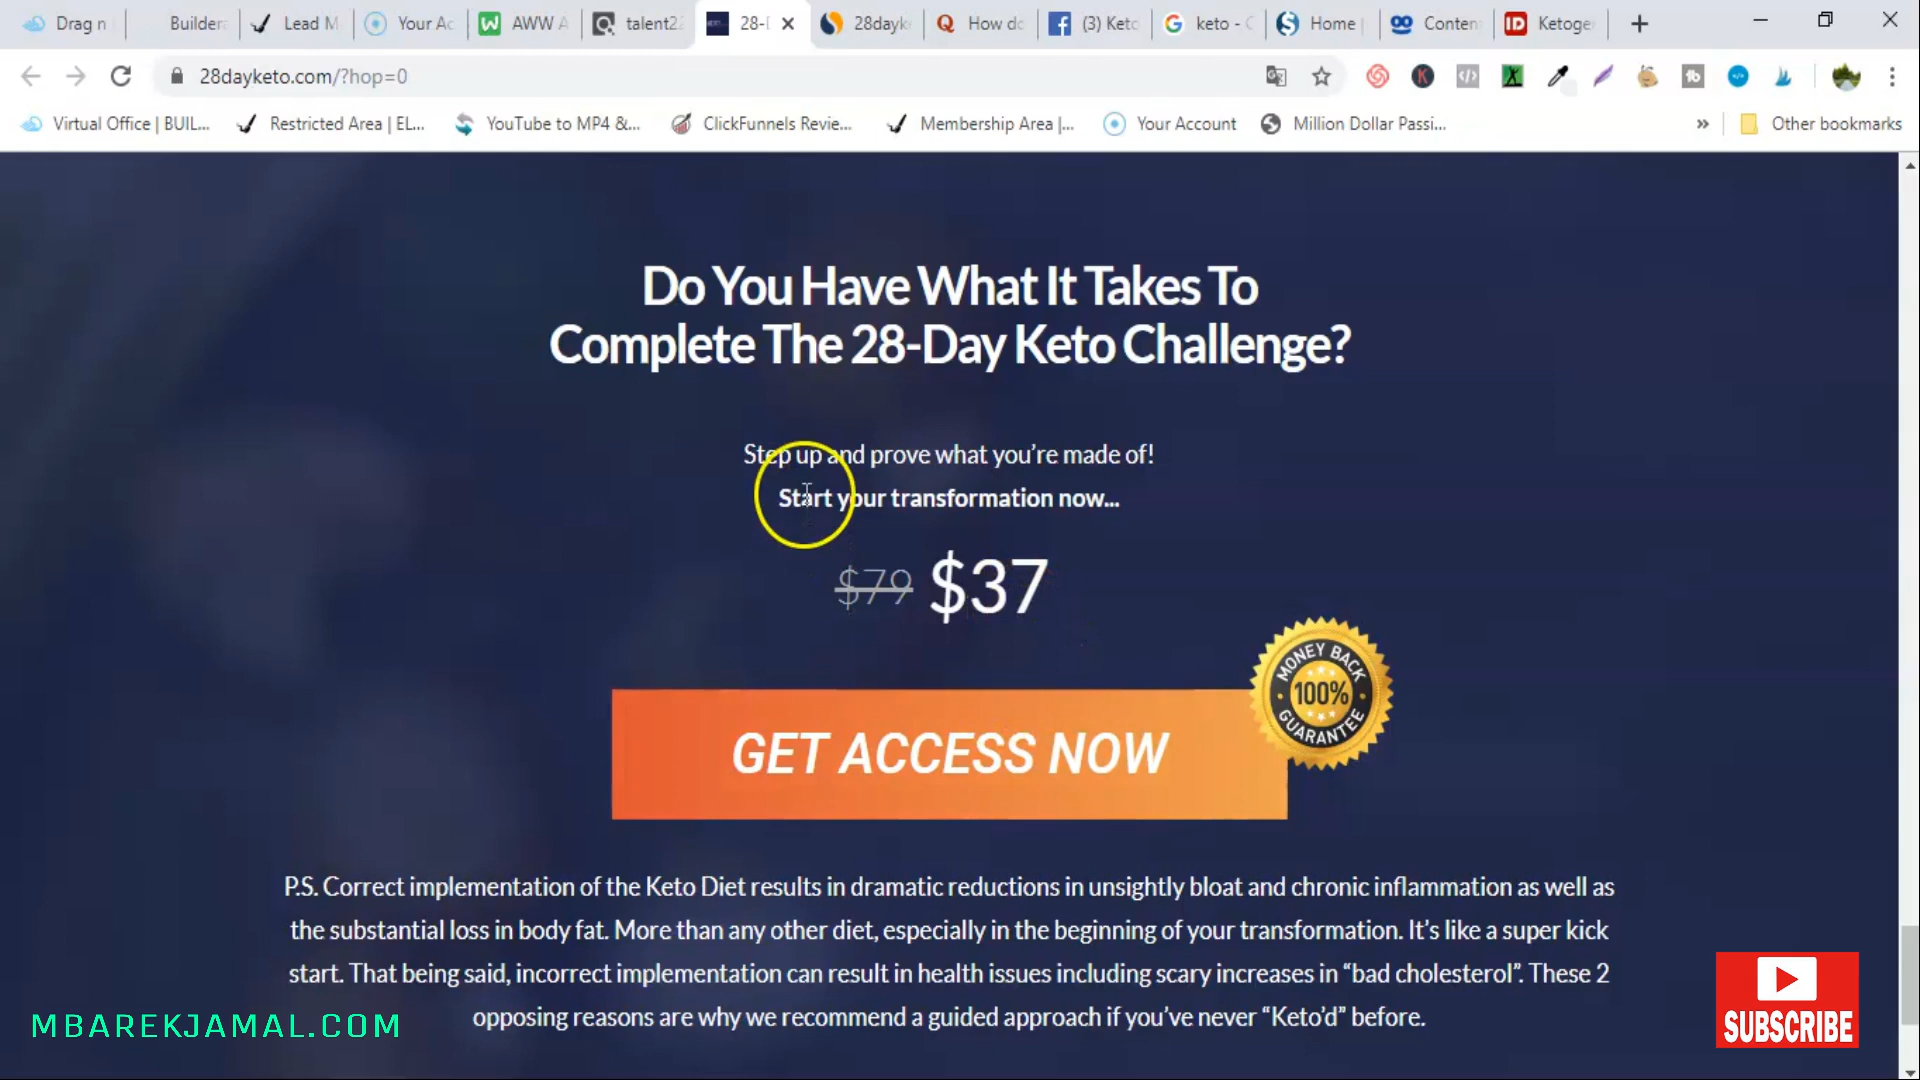 Drag n
Builder
Lead M
Your Ac
AWW A
talent2
28-
28dayk
How do
(3) Keto
keto - C
Home
Conten
Ketoge
28dayketo.com/?hop=0
Virtual Office | BUIL...
Restricted Area | EL...
YouTube to MP4 &...
ClickFunnels Revie...
Membership Area |...
Your Account
Million Dollar Passi...
Other bookmarks
Do You Have What It Takes To
Complete The 28-Day Keto Challenge?
Step up and prove what you're made of!
Start your transformation now...
$79 $37
MONEY BACK
100%
GUARANTEE
GET ACCESS NOW
P.S. Correct implementation of the Keto Diet results in dramatic reductions in unsightly bloat and chronic inflammation as well as
the substantial loss in body fat. More than any other diet, especially in the beginning of your transformation. It's like a super kick
start. That being said, incorrect implementation can result in health issues including scary increases in “bad cholesterol”. These 2
opposing reasons are why we recommend a guided approach if you've never “Keto'd” before.
MBAREKJAMAL.COM
SUBSCRIBE